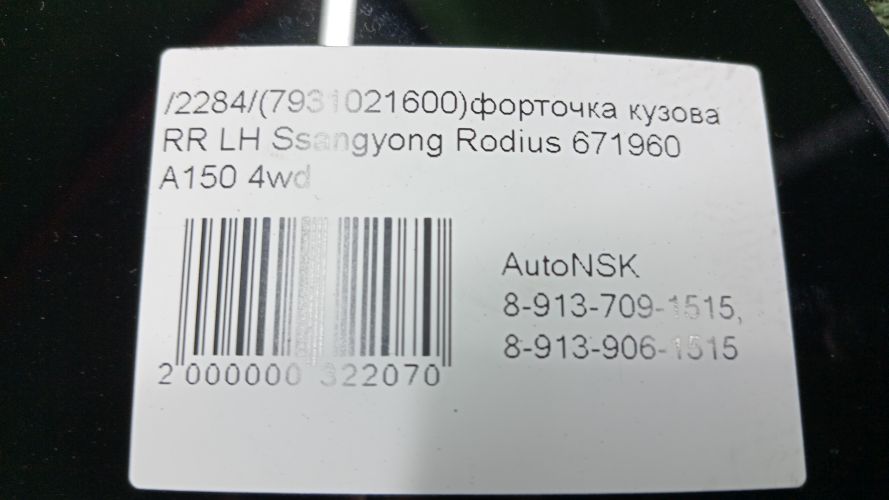 /2284/(7931021600)форточка кузова
RR LH Ssangyong Rodius 671960
A150 4wd
AutoNSK
8-913-709-1515,
8-913-906-1515
2 000000 322070